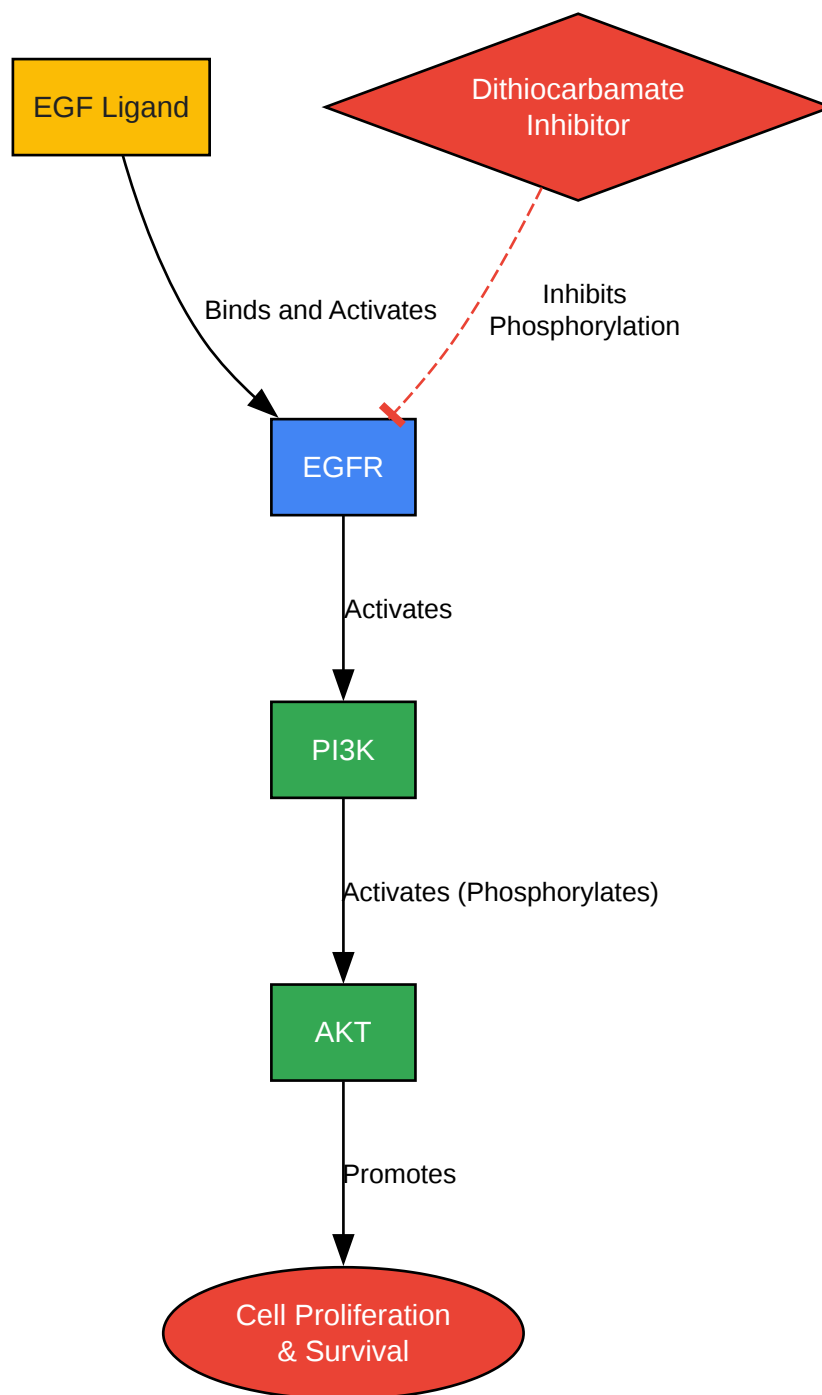 EGF Ligand
Dithiocarbamate
Inhibitor
Binds and Activates
Inhibits
Phosphorylation
EGFR
Activates
PI3K
Activates (Phosphorylates)
AKT
Promotes
Cell Proliferation
& Survival